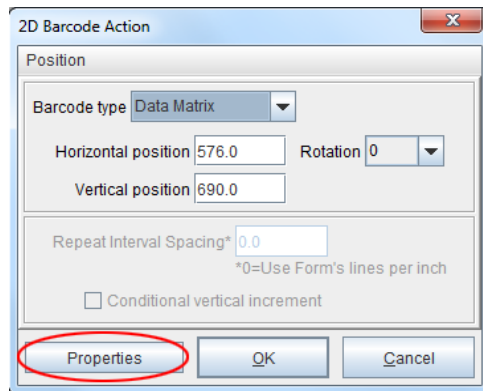 2D Barcode Action
Position
Barcode type Data Matrix
Horizontal position 576.0 Rotation 0
Vertical position 690.0
Repeat Interval Spacing* 0.0
*0=Use Form's lines per inch
Conditional vertical increment
Properties OK Cancel